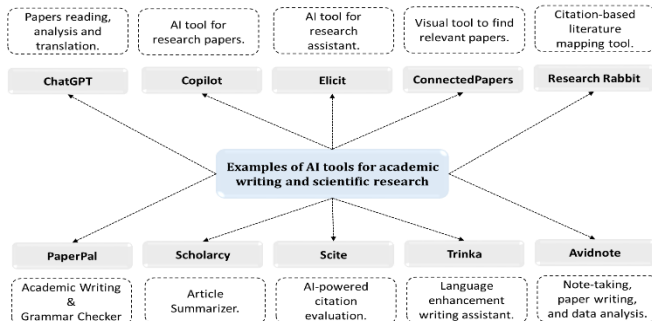 Papers reading,
analysis and
translation.
AI tool for
research papers.
AI tool for
research
assistant.
Visual tool to find
relevant papers.
Citation-based
literature
mapping tool.
ChatGPT
Copilot
Elicit
ConnectedPapers
Research Rabbit
Examples of AI tools for academic
writing and scientific research
PaperPal
Scholarcy
Scite
Trinka
Avidnote
Academic Writing
&
Grammar Checker
Article
Summarizer.
AI-powered
citation
evaluation.
Language
enhancement
writing assistant.
Note-taking,
paper writing,
and data analysis.